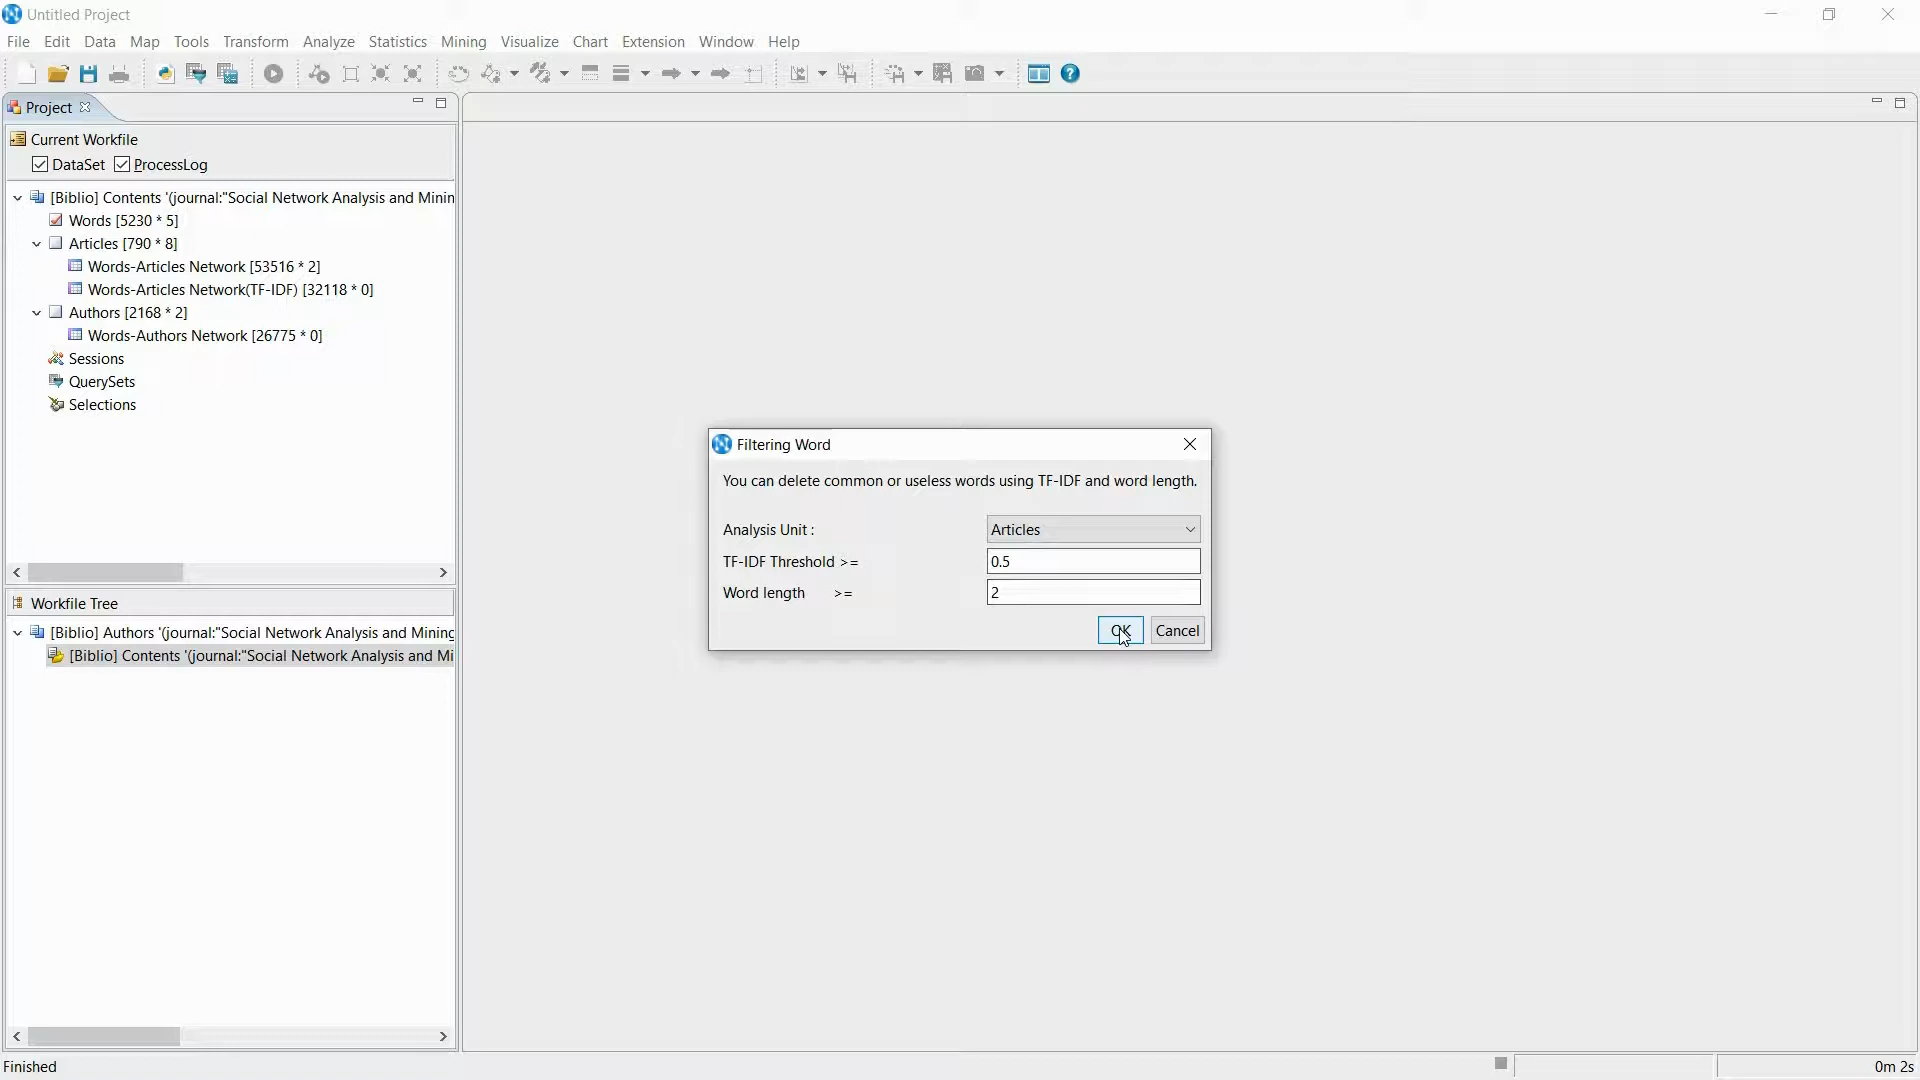 Untitled Project
File Edit Data Map Tools Transform Analyze Statistics Mining Visualize Chart Extension Window Help
Project
Current Workfile
DataSet ProcessLog
[Biblio] Contents '(journal:"Social Network Analysis and Minin
Words [5230 * 5]
Articles [790 * 8]
Words-Articles Network [53516 * 2]
Words-Articles Network(TF-IDF) [32118 * 0]
Authors [2168 * 2]
Words-Authors Network [26775 * 0]
Sessions
QuerySets
Selections
Filtering Word
You can delete common or useless words using TF-IDF and word length.
Analysis Unit : Articles
TF-IDF Threshold >= 0.5
Word length >= 2
OK Cancel
Workfile Tree
[Biblio] Authors '(journal:"Social Network Analysis and Mining
[Biblio] Contents '(journal:"Social Network Analysis and Mi
Finished
0m 2s